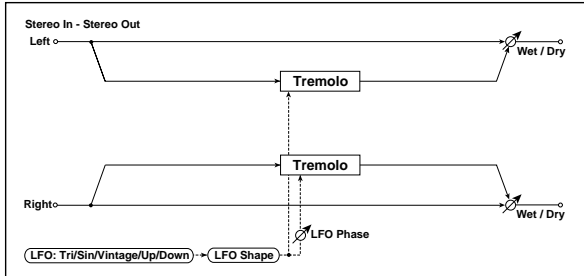 Stereo In - Stereo Out
Left
Wet / Dry
Tremolo
Tremolo
Right
Wet / Dry
LFO Phase
LFO: Tri/Sin/Vintage/Up/Down
LFO Shape